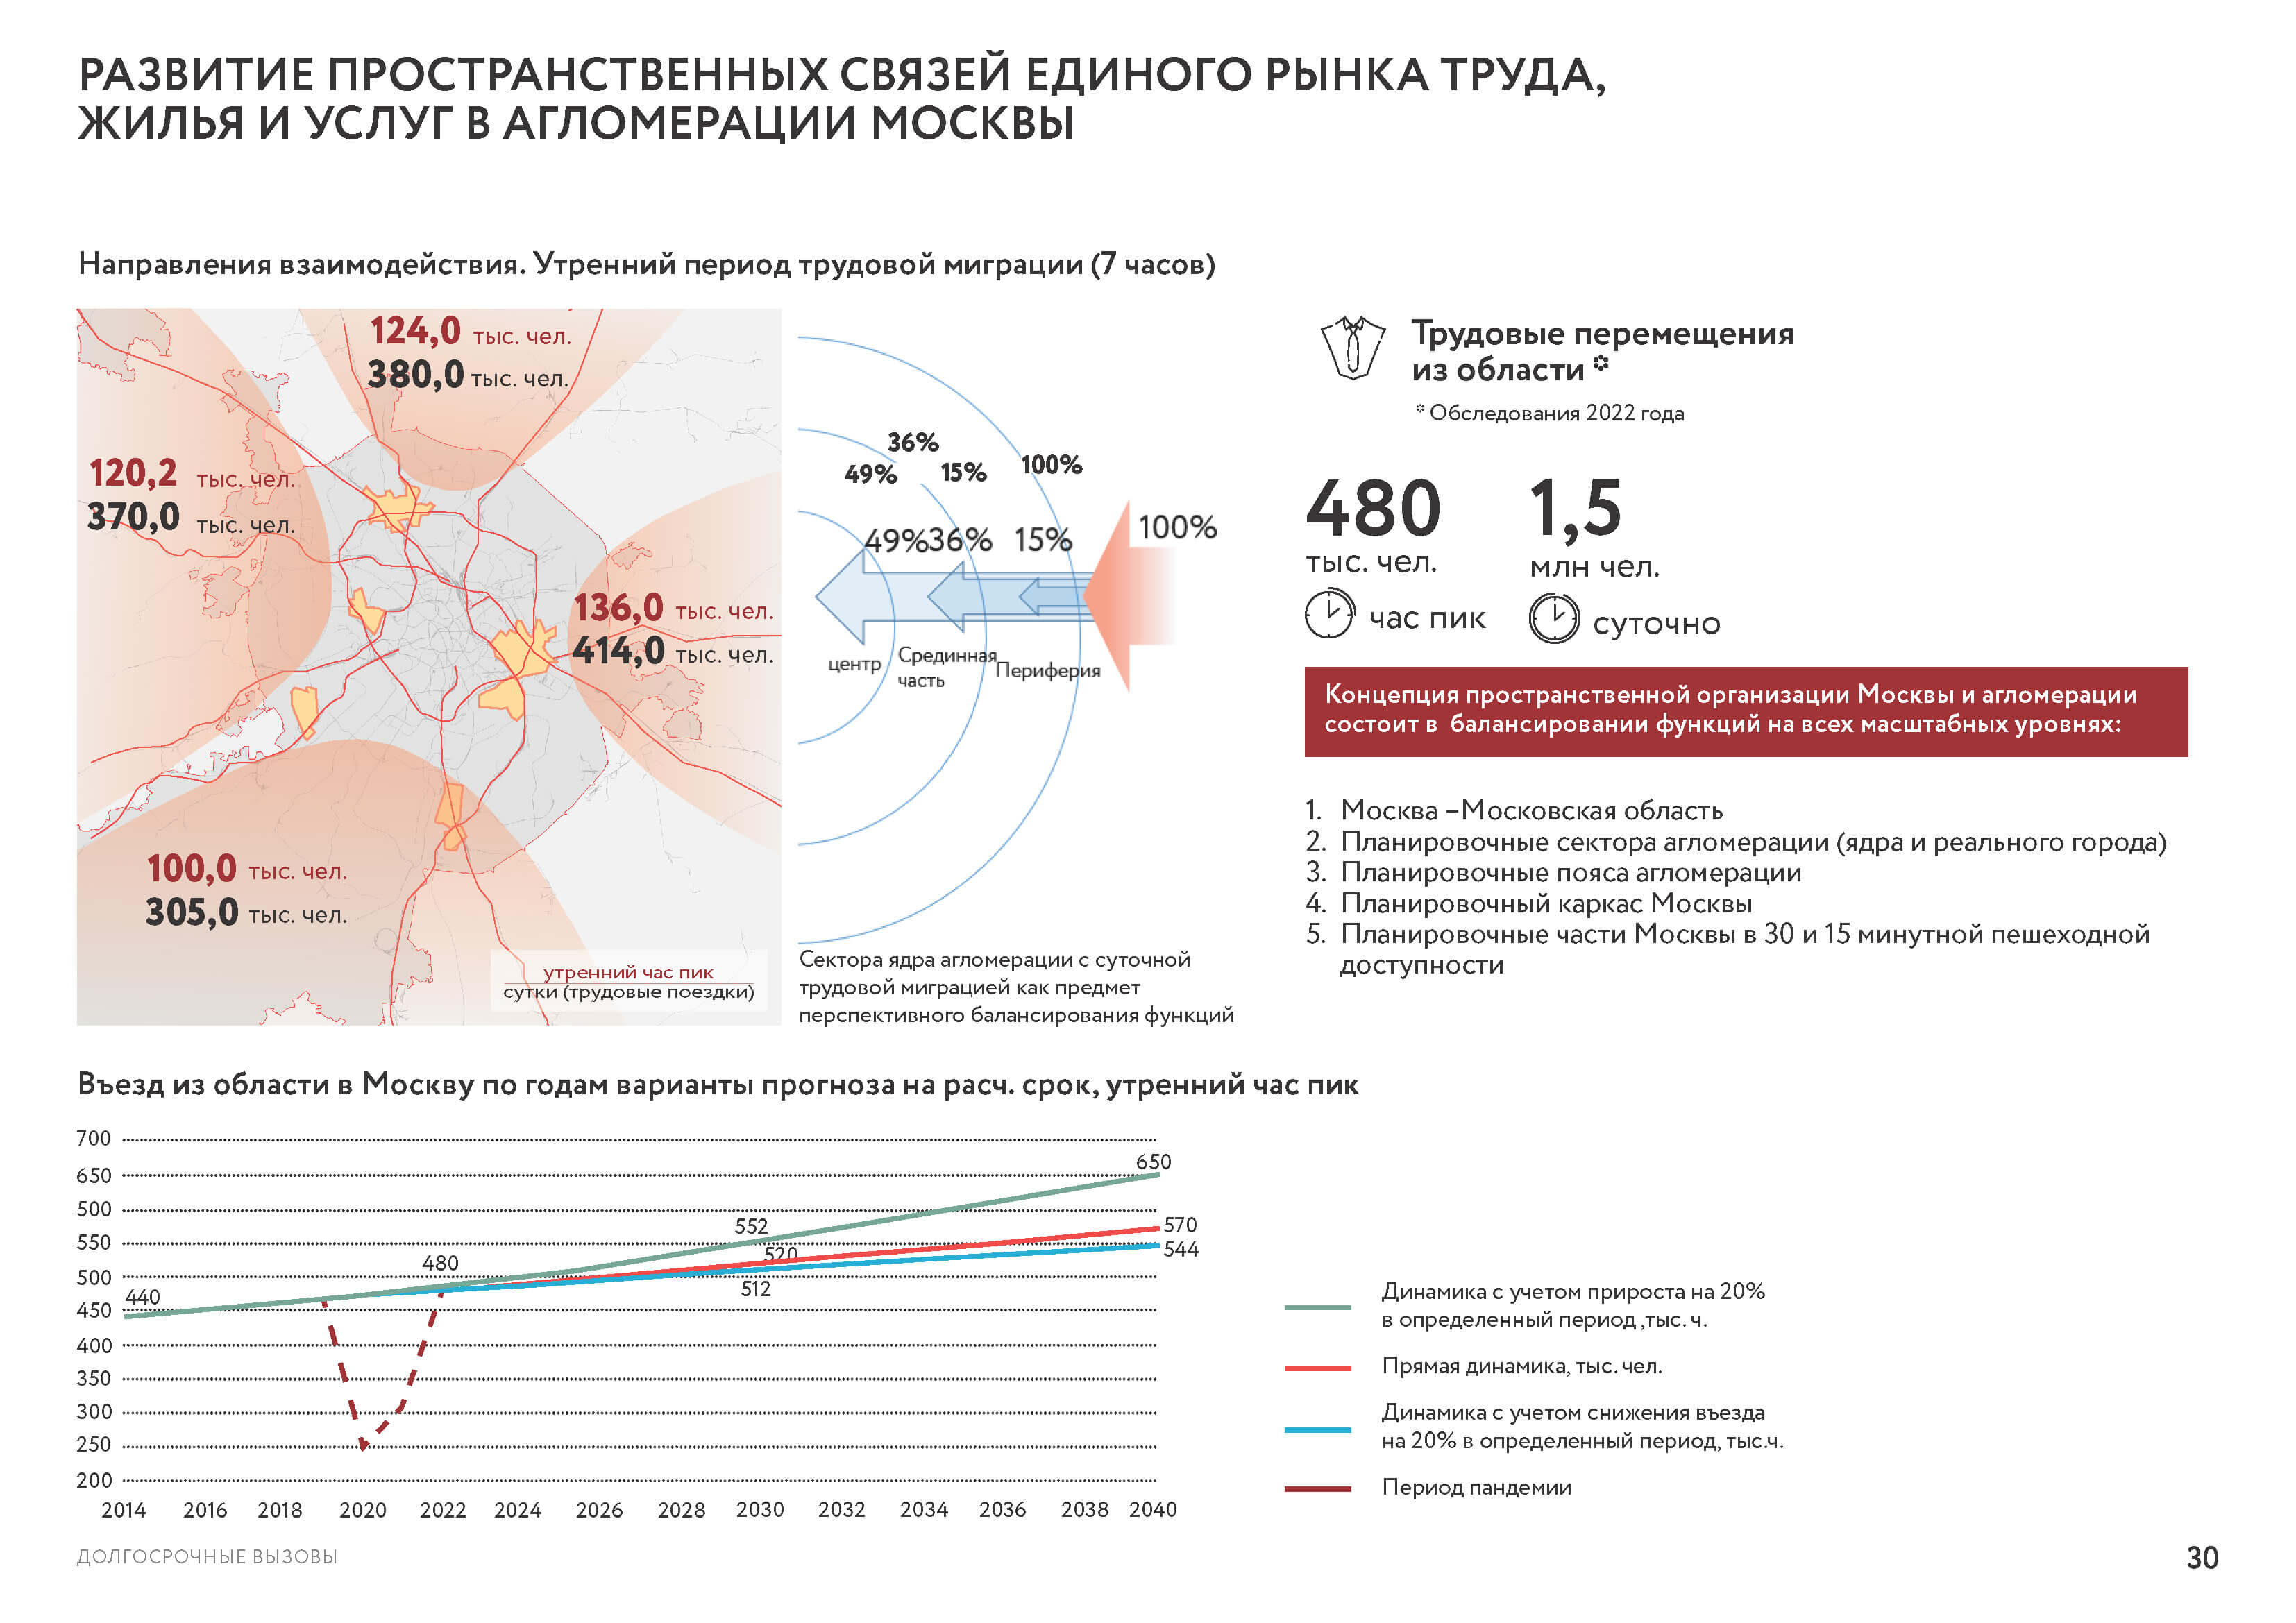 РАЗВИТИЕ ПРОСТРАНСТВЕННЫХ СВЯЗЕЙ ЕДИНОГО РЫНКА ТРУДА,
ЖИЛЬЯ И УСЛУГ В АГЛОМЕРАЦИИ МОСКВЫ
Направления взаимодействия. Утренний период трудовой миграции (7 часов)
124,0 тыс. чел.
380,0 тыс. чел.
120,2 тыс. чел.
370,0 тыс. чел.
136,0 тыс. чел.
414,0 тыс. чел.
100,0 тыс. чел.
305,0 тыс. чел.
утренний час пик
сутки (трудовые поездки)
36%
49% 15% 100%
49% 36% 15% 100%
центр Срединная часть Периферия
Сектора ядра агломерации с суточной
трудовой миграцией как предмет
перспективного балансирования функций
Трудовые перемещения
из области *
* Обследования 2022 года
480 1,5
тыс. чел. млн чел.
час пик суточно
Концепция пространственной организации Москвы и агломерации
состоит в балансировании функций на всех масштабных уровнях:
1. Москва –Московская область
2. Планировочные сектора агломерации (ядра и реального города)
3. Планировочные пояса агломерации
4. Планировочный каркас Москвы
5. Планировочные части Москвы в 30 и 15 минутной пешеходной
доступности
Въезд из области в Москву по годам варианты прогноза на расч. срок, утренний час пик
700
650
500
550
500
450
400
350
300
250
200
440
480
552
520
512
650
570
544
2014 2016 2018 2020 2022 2024 2026 2028 2030 2032 2034 2036 2038 2040
Динамика с учетом прироста на 20%
в определенный период ,тыс. ч.
Прямая динамика, тыс. чел.
Динамика с учетом снижения въезда
на 20% в определенный период, тыс.ч.
Период пандемии
ДОЛГОСРОЧНЫЕ ВЫЗОВЫ
30